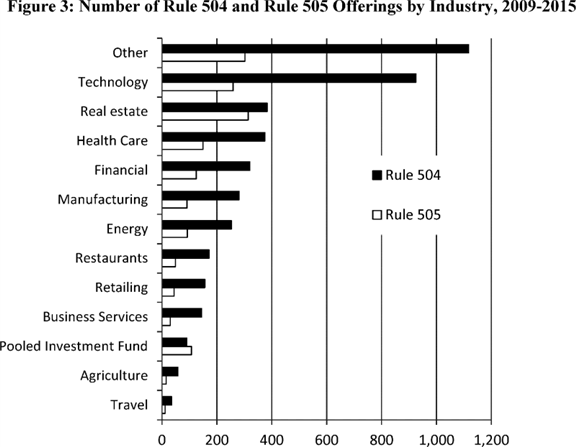 Figure 3: Number of Rule 504 and Rule 505 Offerings by Industry, 2009-2015
Other
Technology
Real estate
Health Care
Financial
Manufacturing
Energy
Restaurants
Retailing
Business Services
Pooled Investment Fund
Agriculture
Travel
Rule 504
Rule 505
0 200 400 600 800 1,000 1,200